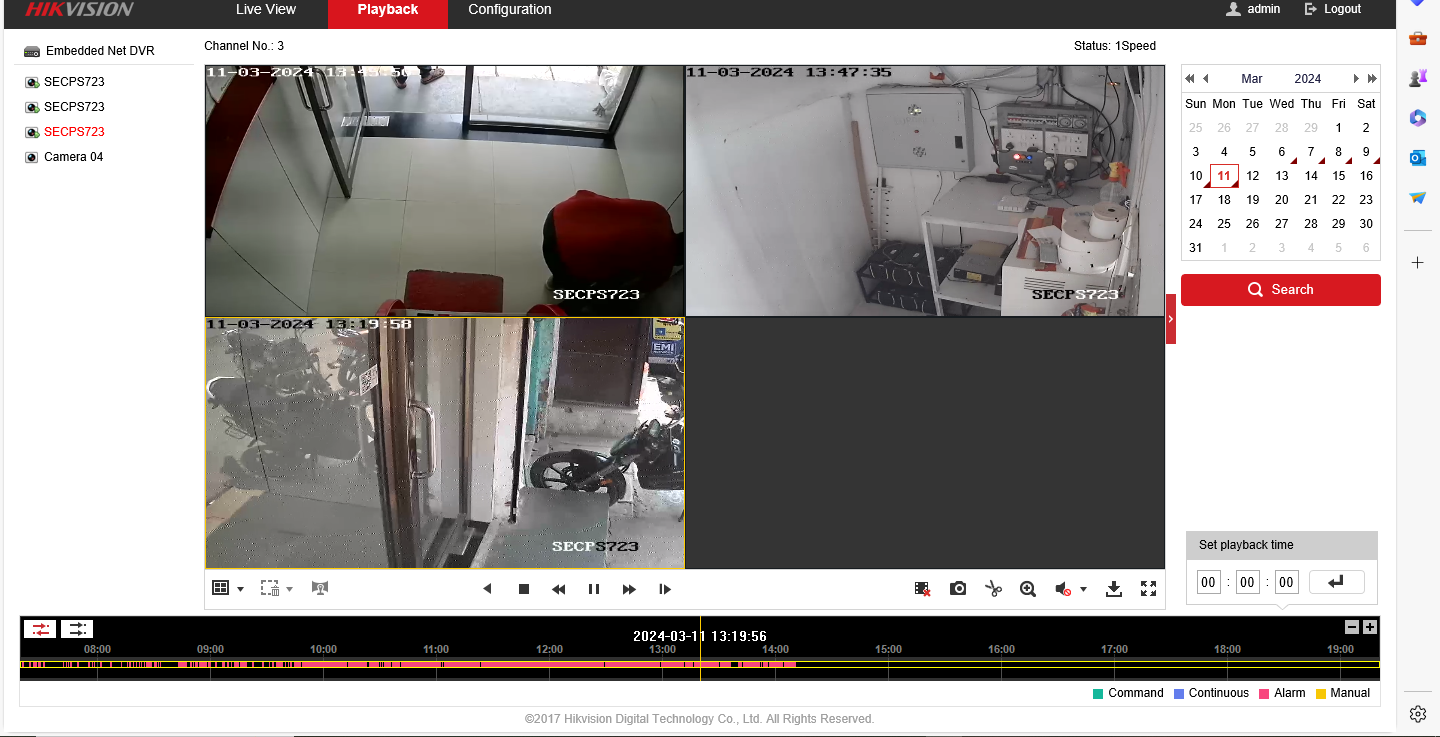 HIKVISION Live View Playback Configuration admin Logout
Embedded Net DVR
SECPS723
SECPS723
SECPS723
Camera 04
Channel No.: 3 Status: 1Speed
11-03-2024
SECPS723
11-03-2024 13:47:35
SECPS723
11-03-2024 13:19:58
EMI
SECPS723
Mar 2024
Sun Mon Tue Wed Thu Fri Sat
25 26 27 28 29 1 2
3 4 5 6 7 8 9
10 11 12 13 14 15 16
17 18 19 20 21 22 23
24 25 26 27 28 29 30
31 1 2 3 4 5 6
Search
Set playback time
00 : 00 : 00
2024-03-11 13:19:56
08:00 09:00 10:00 11:00 12:00 13:00 14:00 15:00 16:00 17:00 18:00 19:00
Command Continuous Alarm Manual
©2017 Hikvision Digital Technology Co., Ltd. All Rights Reserved.